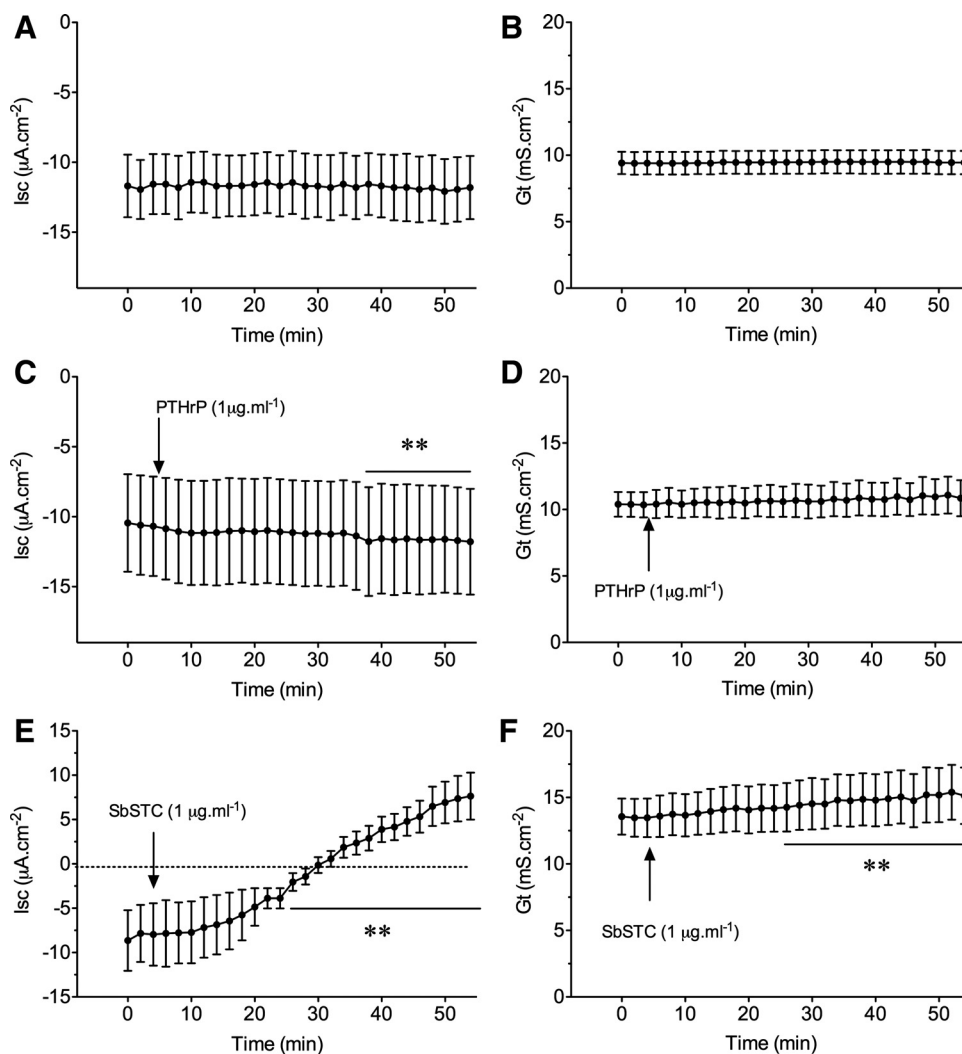 A
0
-5
-10
-15
Isc (µA.cm-2)
0 10 20 30 40 50
Time (min)
B
20
15
10
5
0
Gt (mS.cm-2)
0 10 20 30 40 50
Time (min)
C
0
-5
-10
-15
Isc (µA.cm-2)
PTHrP (1µg.ml-1)
**
0 10 20 30 40 50
Time (min)
D
20
15
10
5
0
Gt (mS.cm-2)
PTHrP (1µg.ml-1)
0 10 20 30 40 50
Time (min)
E
15
10
5
0
-5
-10
-15
Isc (µA.cm-2)
SbSTC (1 µg.ml-1)
**
0 10 20 30 40 50
Time (min)
F
20
15
10
5
0
Gt (mS.cm-2)
**
SbSTC (1 µg.ml-1)
0 10 20 30 40 50
Time (min)